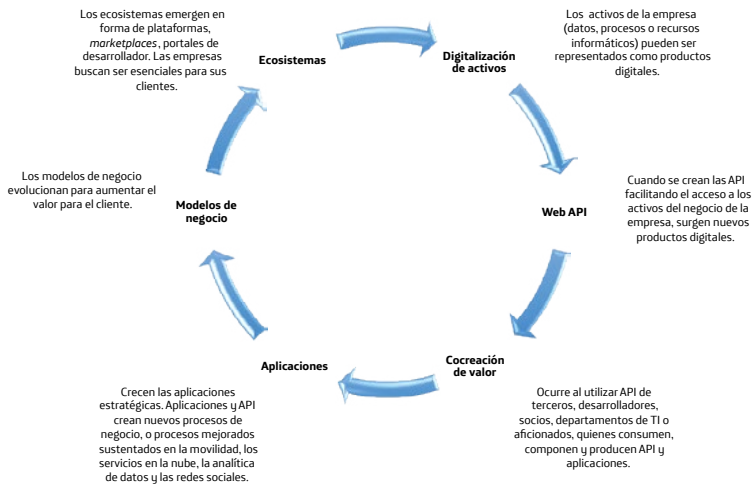 Los ecosistemas emergen en
forma de plataformas,
marketplaces, portales de
desarrollador. Las empresas
buscan ser esenciales para sus
clientes.
Ecosistemas
Digitalización
de activos
Los activos de la empresa
(datos, procesos o recursos
informáticos) pueden ser
representados como productos
digitales.
Web API
Cuando se crean las API
facilitando el acceso a los
activos del negocio de la
empresa, surgen nuevos
productos digitales.
Cocreación
de valor
Ocurre al utilizar API de
terceros, desarrolladores,
socios, departamentos de TI o
aficionados, quienes consumen,
componen y producen API y
aplicaciones.
Aplicaciones
Crecen las aplicaciones
estratégicas. Aplicaciones y API
crean nuevos procesos de
negocio, o procesos mejorados
sustentados en la movilidad, los
servicios en la nube, la analítica
de datos y las redes sociales.
Modelos de
negocio
Los modelos de negocio
evolucionan para aumentar el
valor para el cliente.